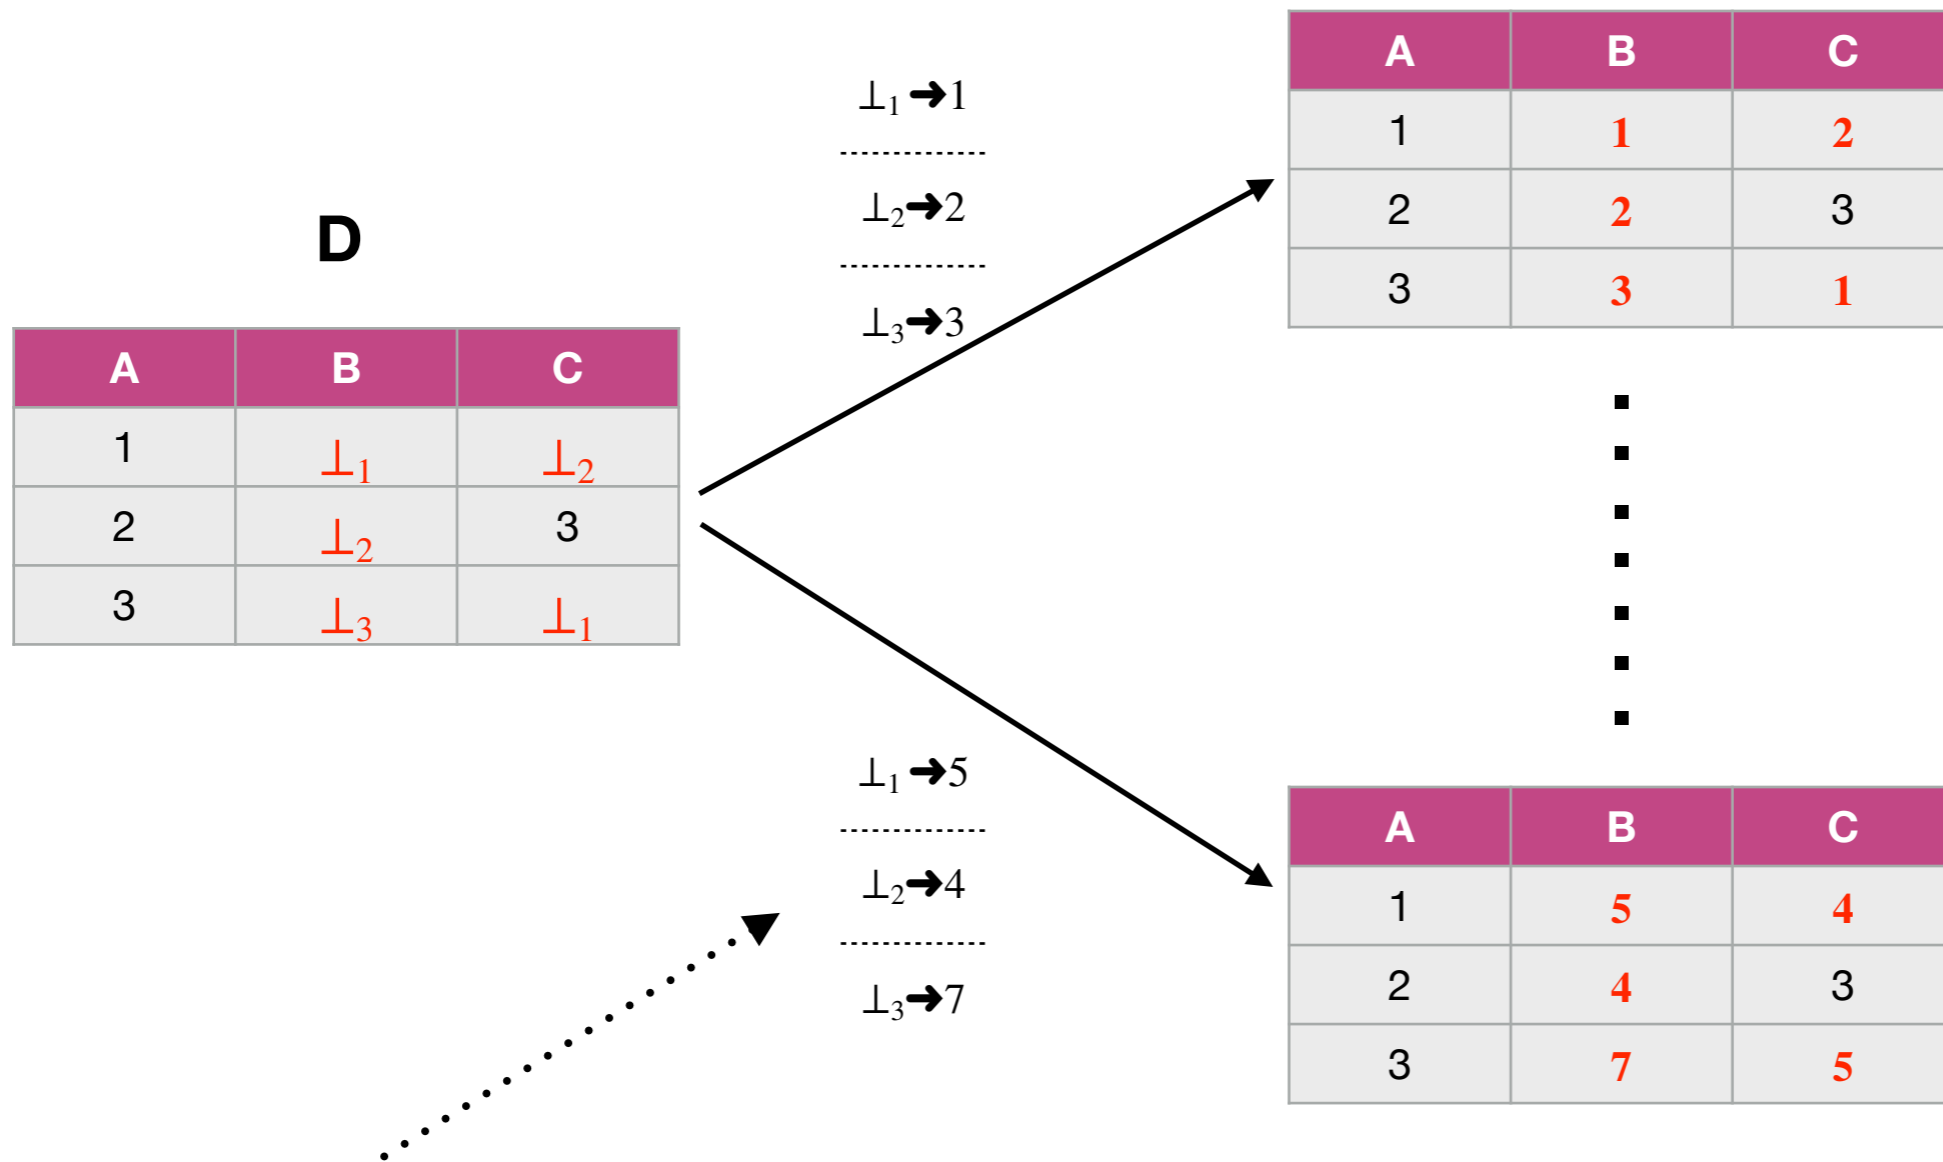 D
A B C
1 ⊥1 ⊥2
2 ⊥2 3
3 ⊥3 ⊥1
⊥1 ➜ 1
⊥2 ➜ 2
⊥3 ➜ 3
A B C
1 1 2
2 2 3
3 3 1
⊥1 ➜ 5
⊥2 ➜ 4
⊥3 ➜ 7
A B C
1 5 4
2 4 3
3 7 5